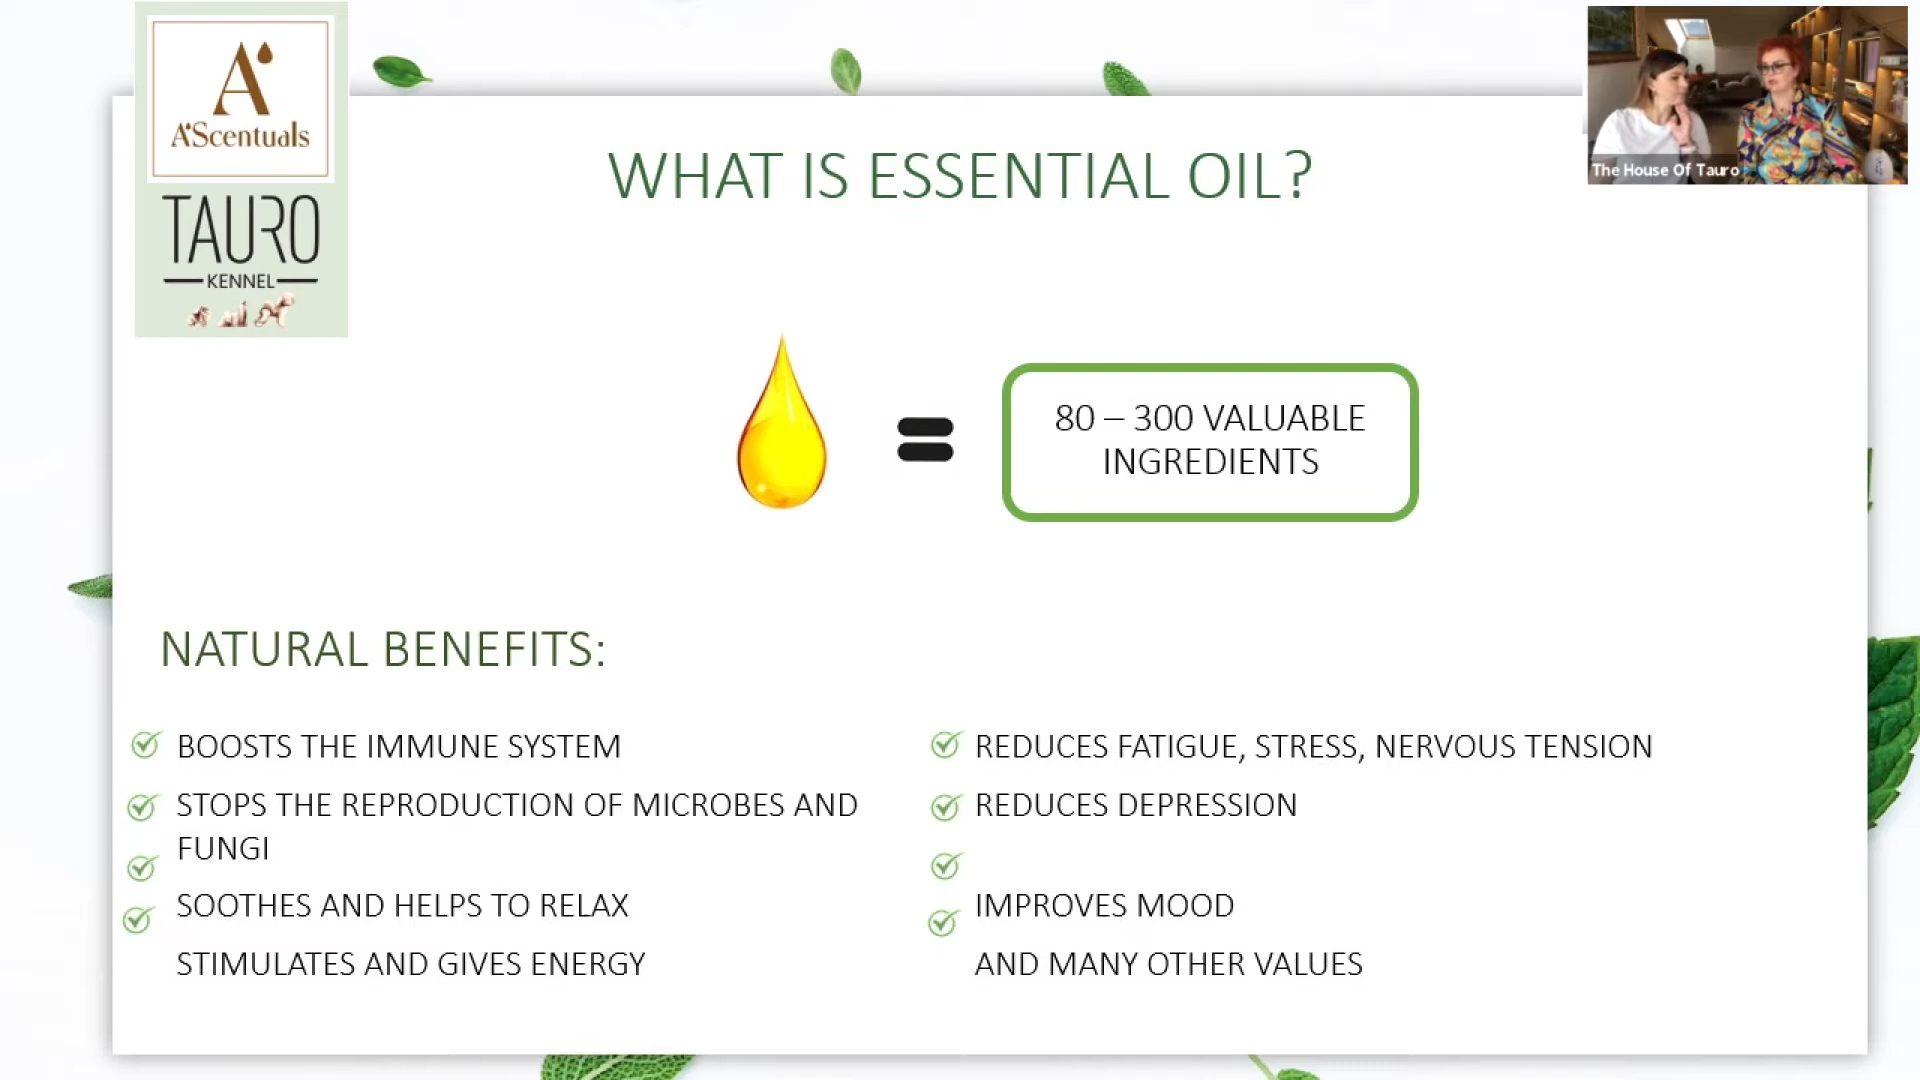 A
A'Scentuals
TAURO
KENNEL
WHAT IS ESSENTIAL OIL?
The House Of Tauro
80 – 300 VALUABLE
INGREDIENTS
NATURAL BENEFITS:
BOOSTS THE IMMUNE SYSTEM
STOPS THE REPRODUCTION OF MICROBES AND
FUNGI
SOOTHES AND HELPS TO RELAX
STIMULATES AND GIVES ENERGY
REDUCES FATIGUE, STRESS, NERVOUS TENSION
REDUCES DEPRESSION
IMPROVES MOOD
AND MANY OTHER VALUES